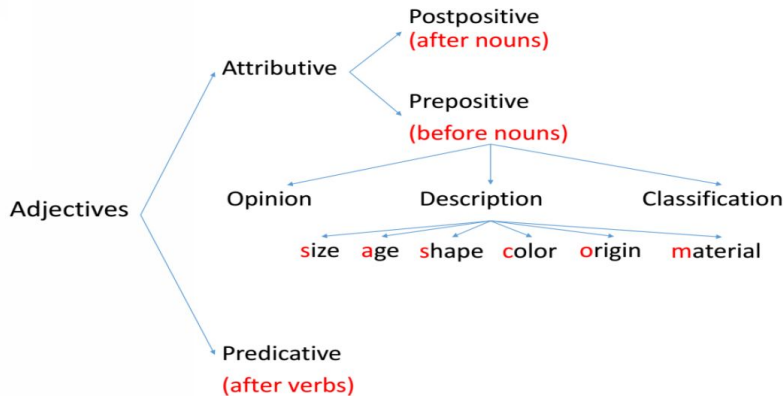 Postpositive
(after nouns)
Attributive
Prepositive
(before nouns)
Opinion
Description
Classification
Adjectives
size
age
shape
color
origin
material
Predicative
(after verbs)